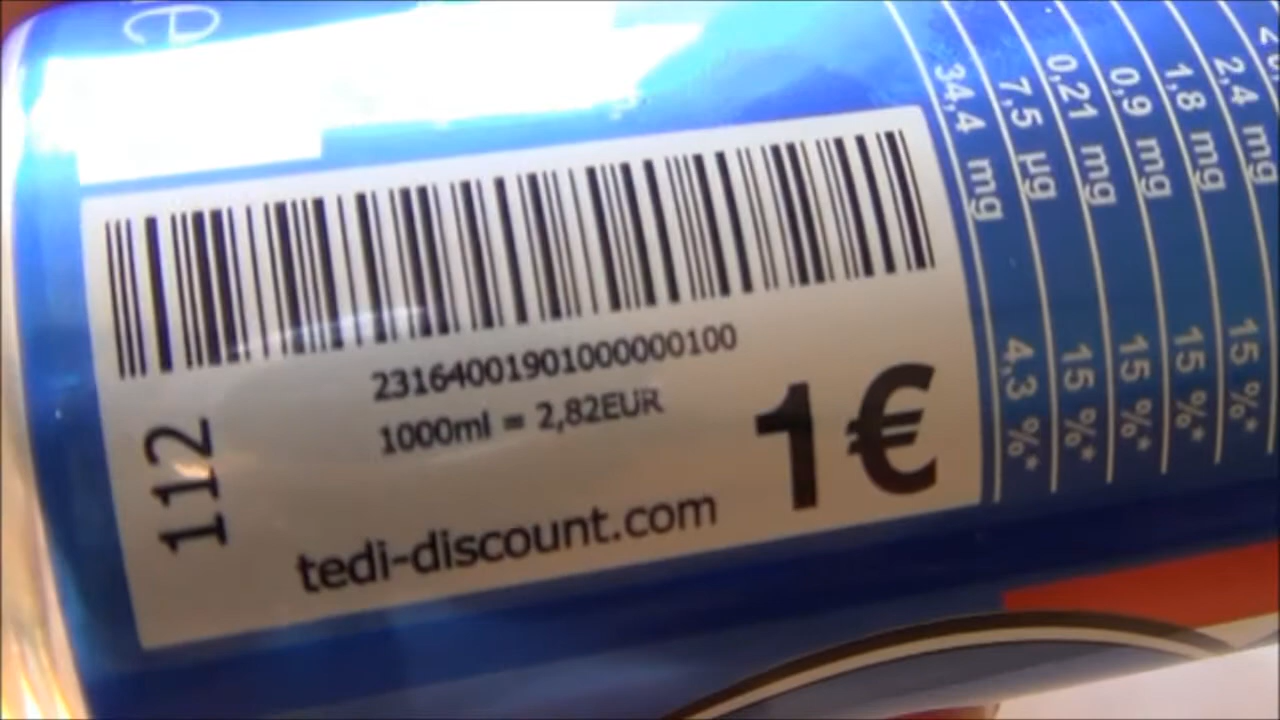 23164001901000000100
1000ml = 2,82EUR
1€
112
tedi-discount.com
34,4 mg 4,3 %*
7,5 µg 15 %*
0,21 mg 15 %*
0,9 mg 15 %*
1,8 mg 15 %*
2,4 mg